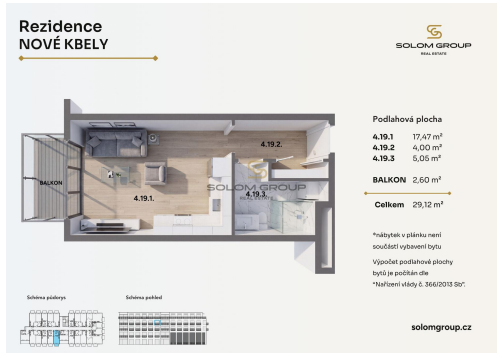 Rezidence
NOVÉ KBELY
SOLOM GROUP
REAL ESTATE
BALKON
4.19.1.
4.19.2.
4.19.3.
SOLOM GROUP
REAL ESTATE
Podlahová plocha
4.19.1 17,47 m²
4.19.2 4,00 m²
4.19.3 5,05 m²
BALKON 2,60 m²
Celkem 29,12 m²
*nábytek v plánku není
součástí vybavení bytu
Výpočet podlahové plochy
bytů je počítán dle
"Nařízení vlády č. 366/2013 Sb".
Schéma půdorys
Schéma pohled
solomgroup.cz